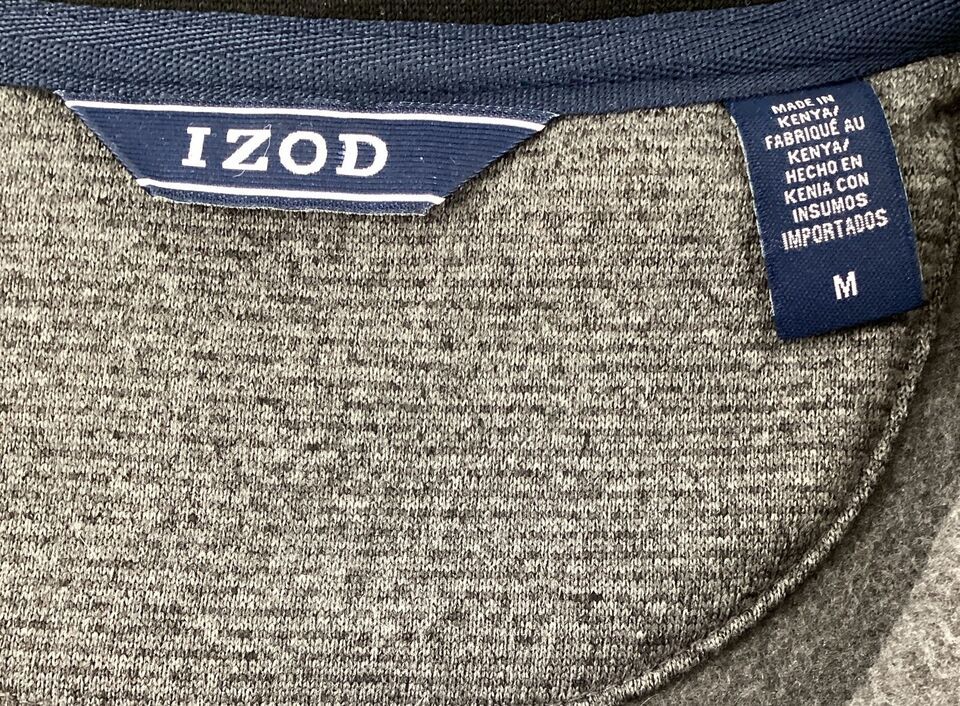 IZOD
MADE IN
KENYA/
FABRIQUÉ AU
KENYA/
HECHO EN
KENIA CON
INSUMOS
IMPORTADOS
M